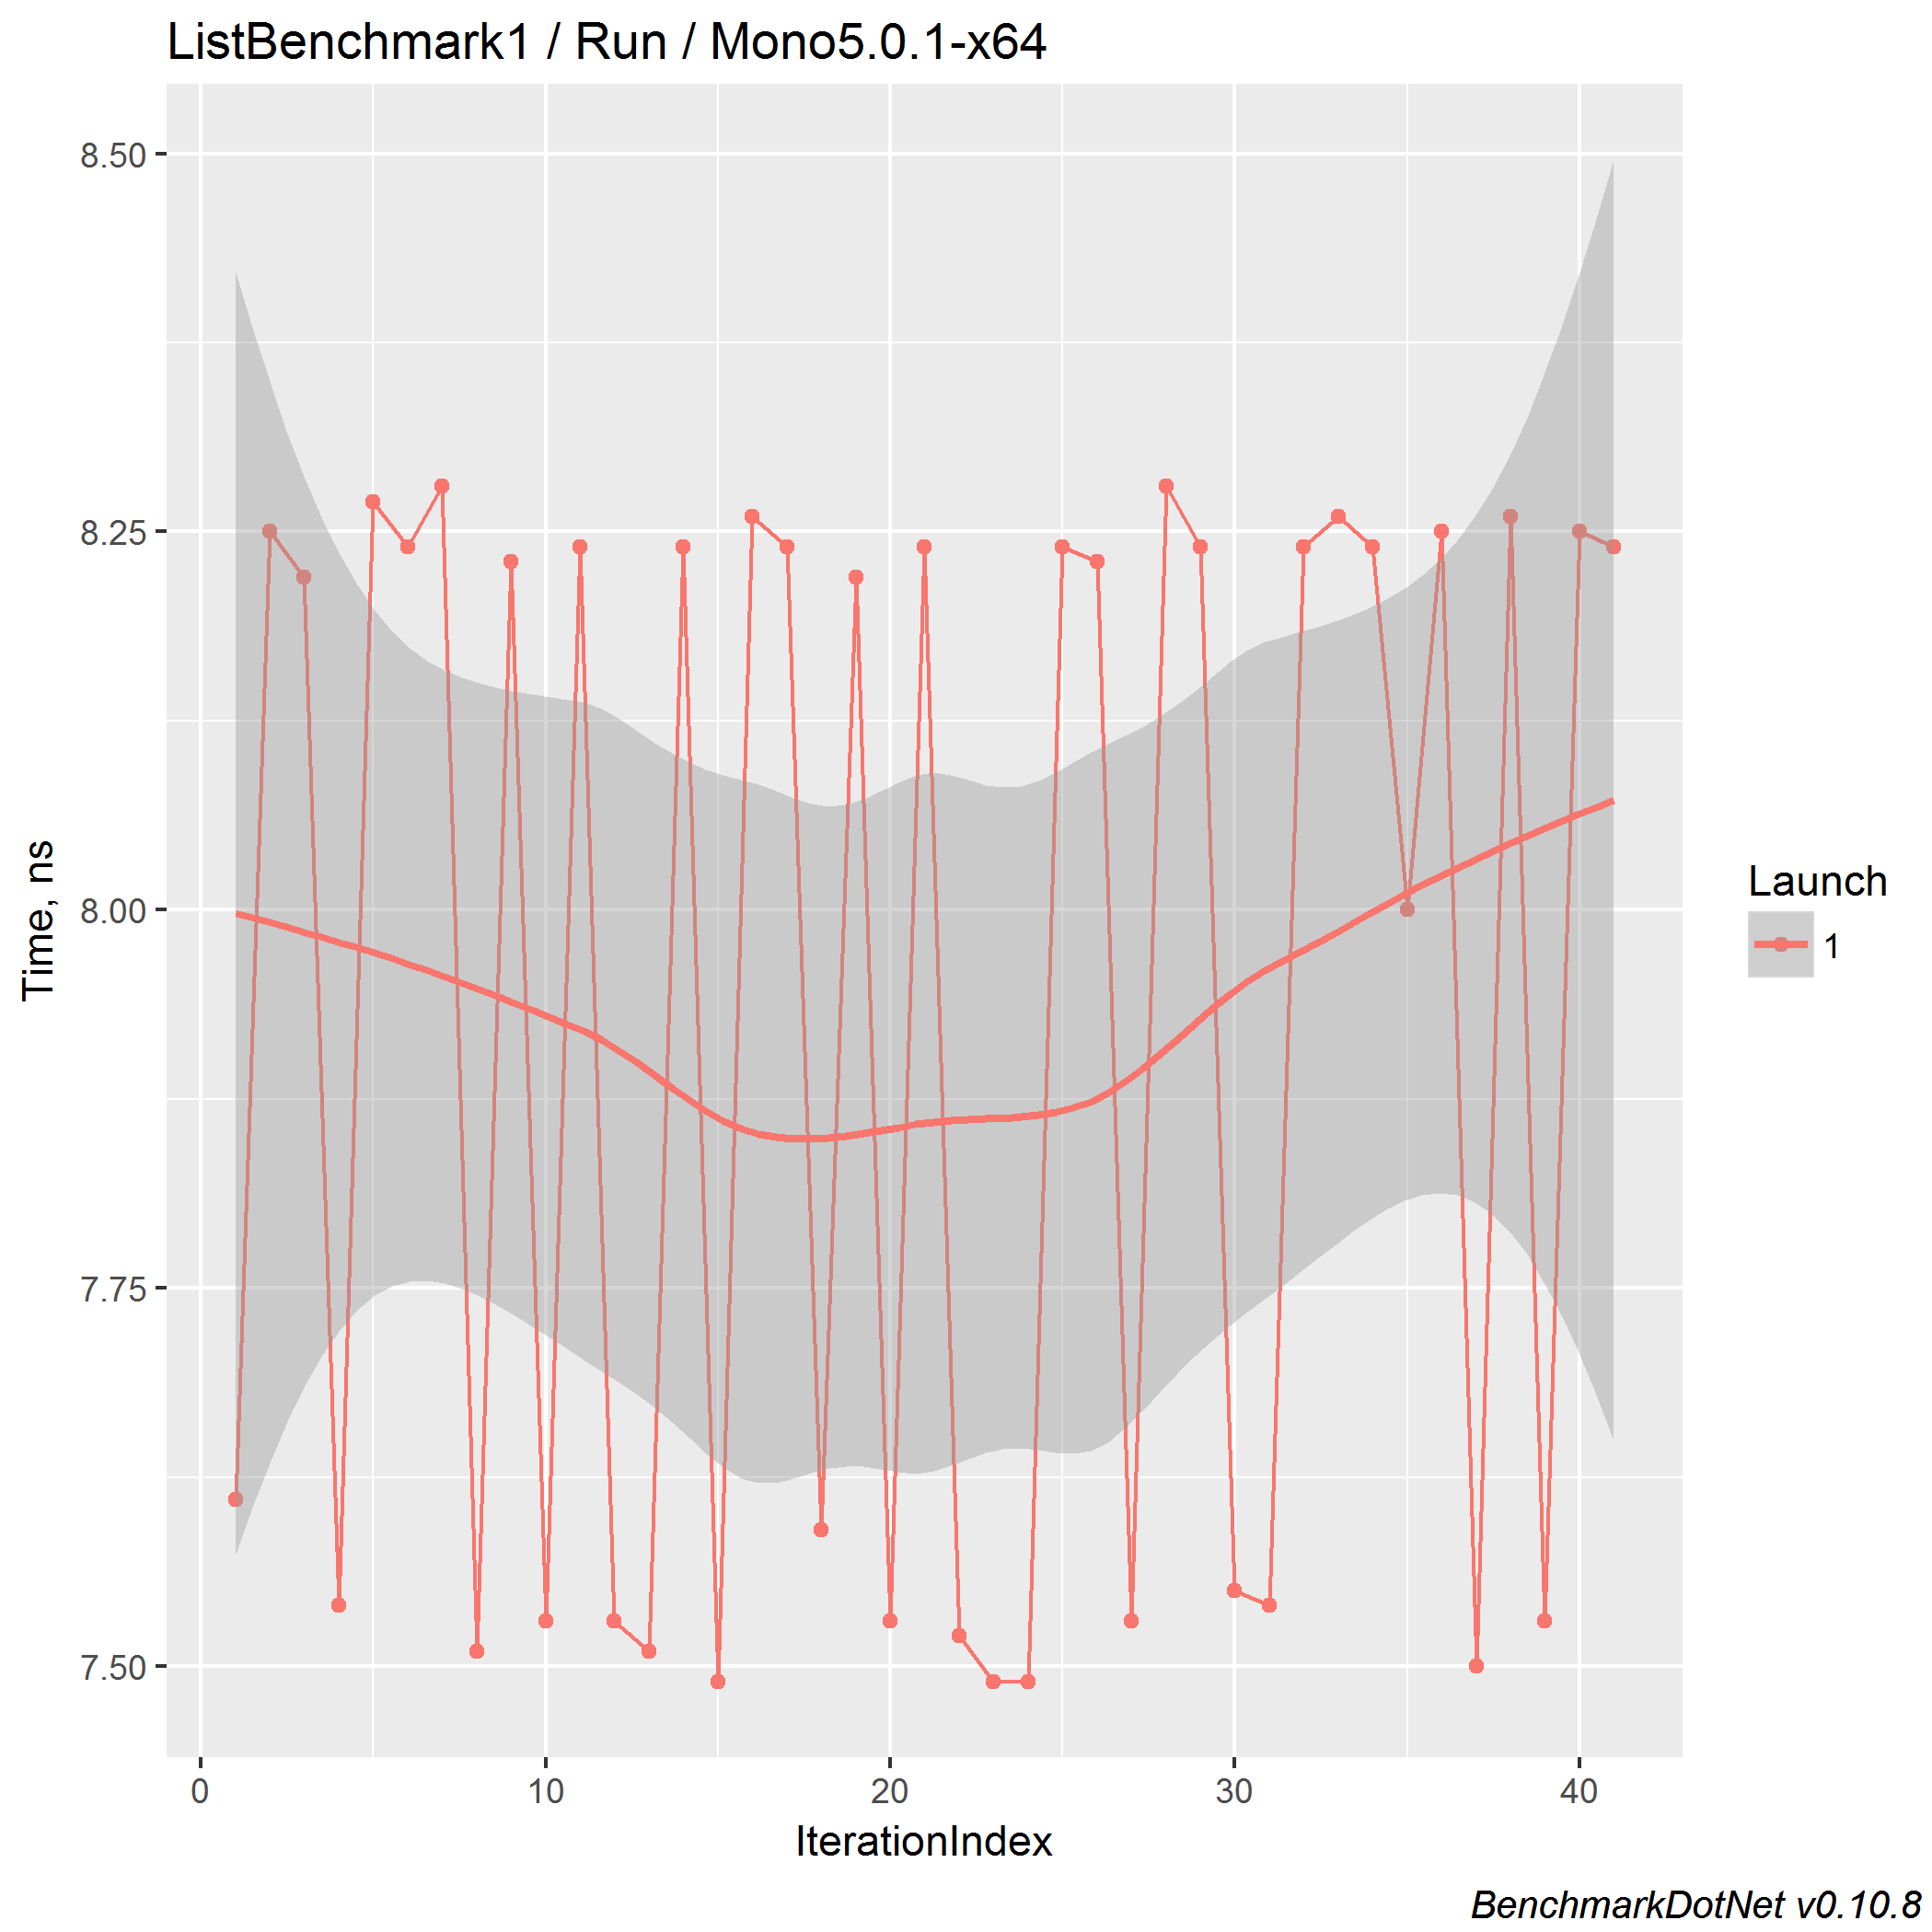 ListBenchmark1 / Run / Mono5.0.1-x64
8.50
8.25
8.00
7.75
7.50
Time, ns
0 10 20 30 40
IterationIndex
Launch
1
BenchmarkDotNet v0.10.8